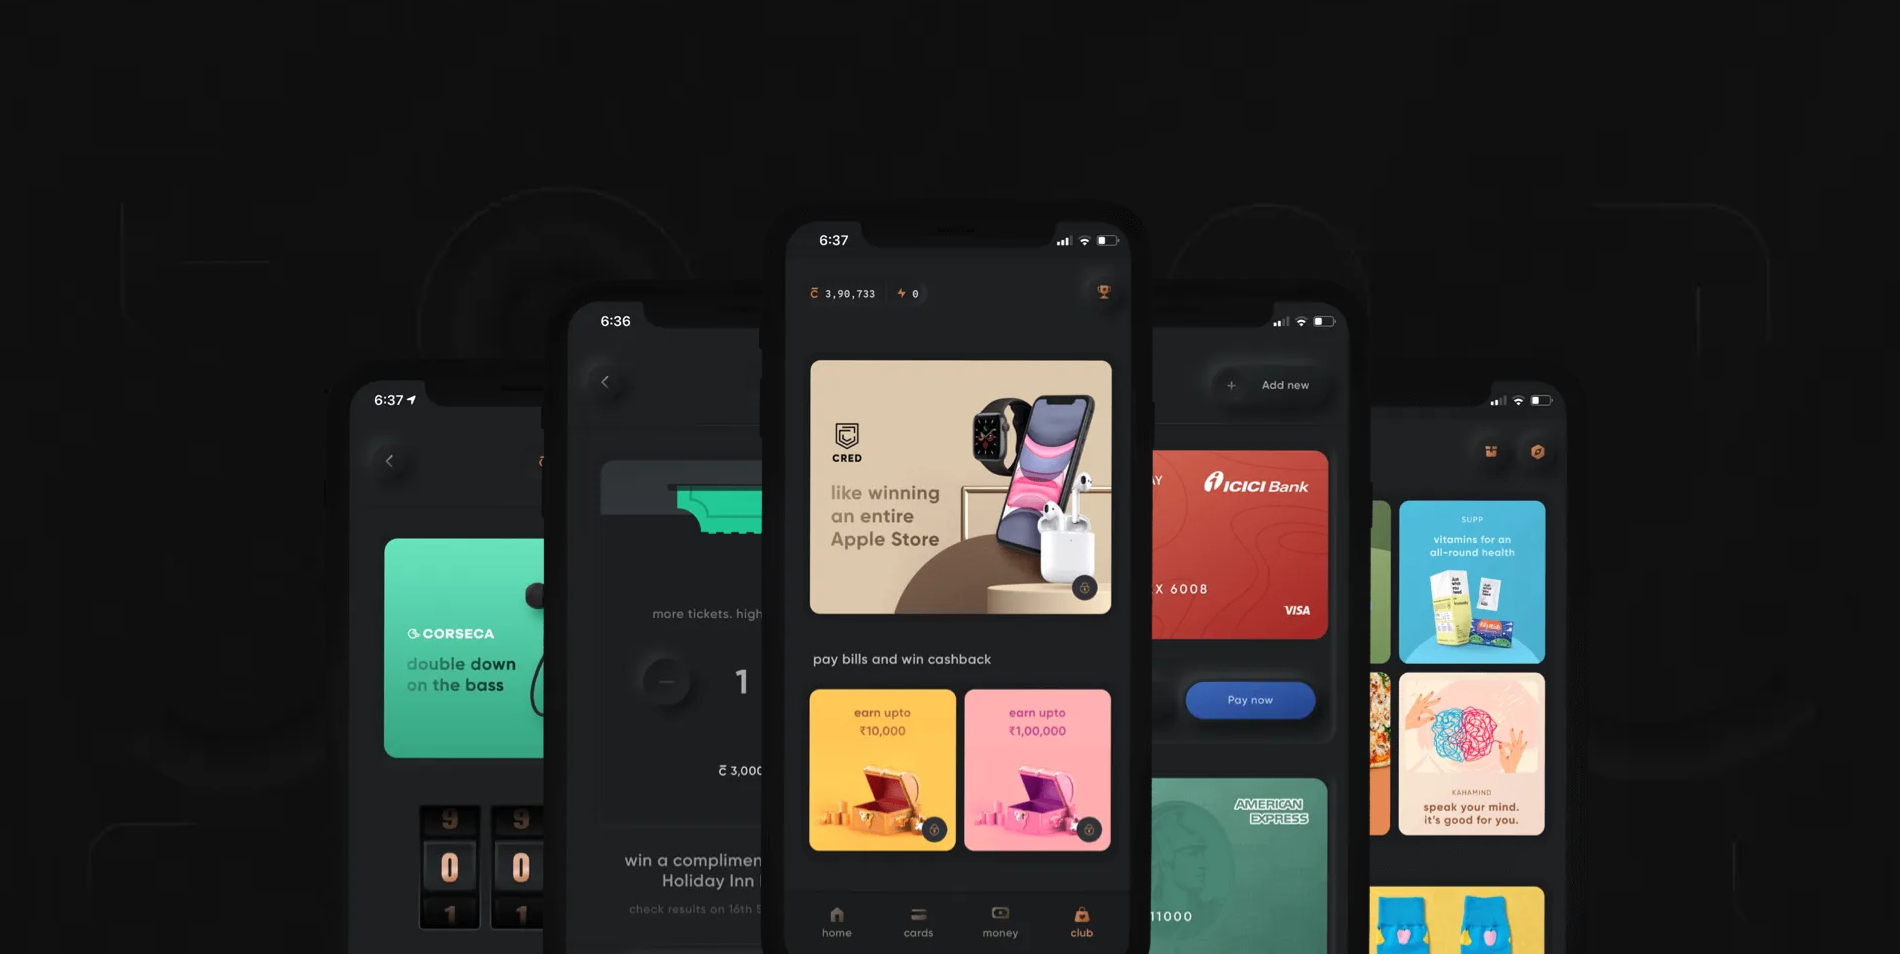 6:37
3,90,733
0
CRED
like winning
an entire
Apple Store
pay bills and win cashback
earn upto
₹10,000
earn upto
₹1,00,000
home
cards
money
club
6:36
more tickets. high
1
3,000
win a complimen
Holiday Inn
check results on 16th
Add new
AY
ICICI Bank
X 6008
VISA
Pay now
AMERICAN
EXPRESS
11000
6:37
CORSECA
double down
on the bass
9 9
0 0
1 1
SUPP
vitamins for an
all-round health
KAHAMIND
speak your mind.
it's good for you.